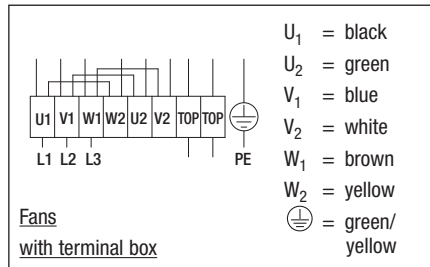 U1 V1 W1 W2 U2 V2 TOP TOP
L1 L2 L3 PE
Fans
with terminal box
U₁ = black
U₂ = green
V₁ = blue
V₂ = white
W₁ = brown
W₂ = yellow
= green/
yellow